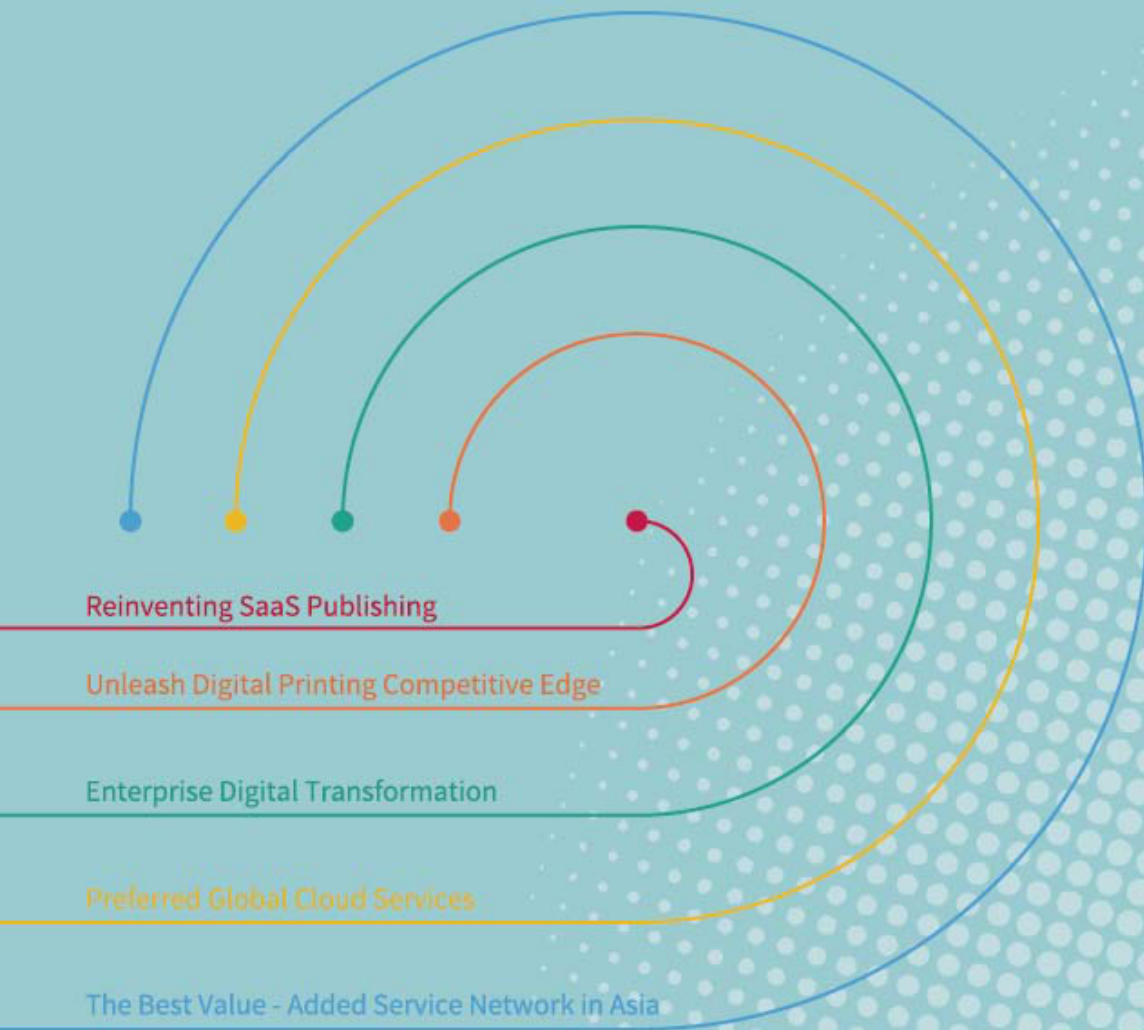 Reinventing SaaS Publishing
Unleash Digital Printing Competitive Edge
Enterprise Digital Transformation
Preferred Global Cloud Services
The Best Value - Added Service Network in Asia